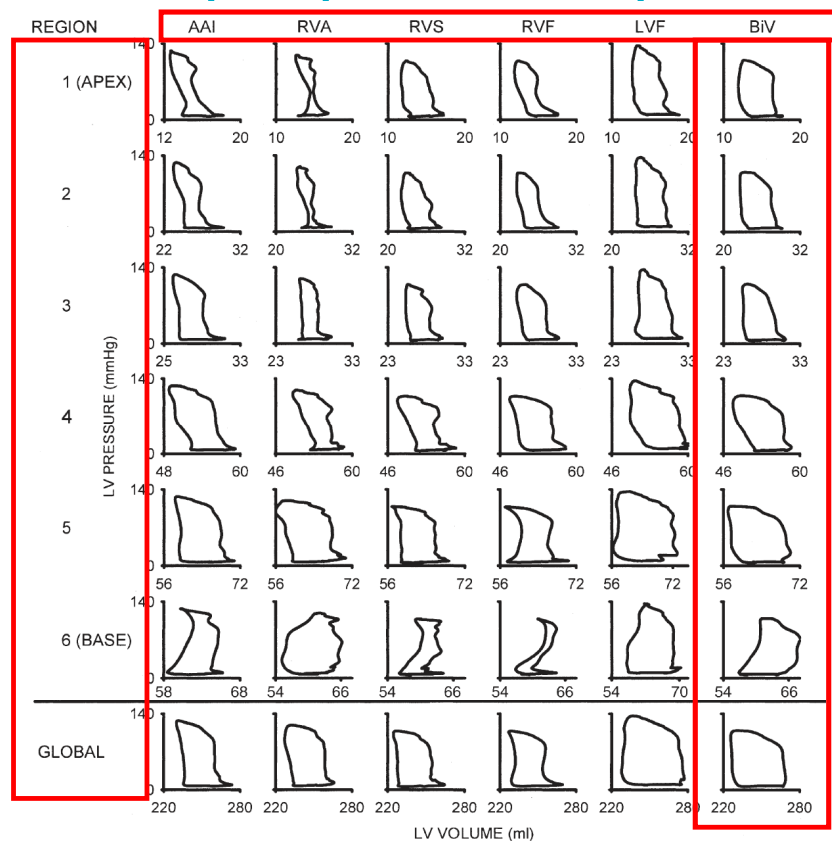 REGION AAI RVA RVS RVF LVF BiV
140
1 (APEX)
0
12 20 10 20 10 20 10 20 10 20 10 20
140
2
0
22 32 20 32 20 32 20 32 20 32 20 32
140
3
0
25 33 23 33 23 33 23 33 23 33 23 33
LV PRESSURE (mmHg)
140
4
0
48 60 46 60 46 60 46 60 46 60 46 60
140
5
0
56 72 56 72 56 72 56 72 56 72 56 72
140
6 (BASE)
0
58 68 54 66 54 66 54 66 54 70 54 66
140
GLOBAL
0
220 280 220 280 220 280 220 280 220 280 220 280
LV VOLUME (ml)